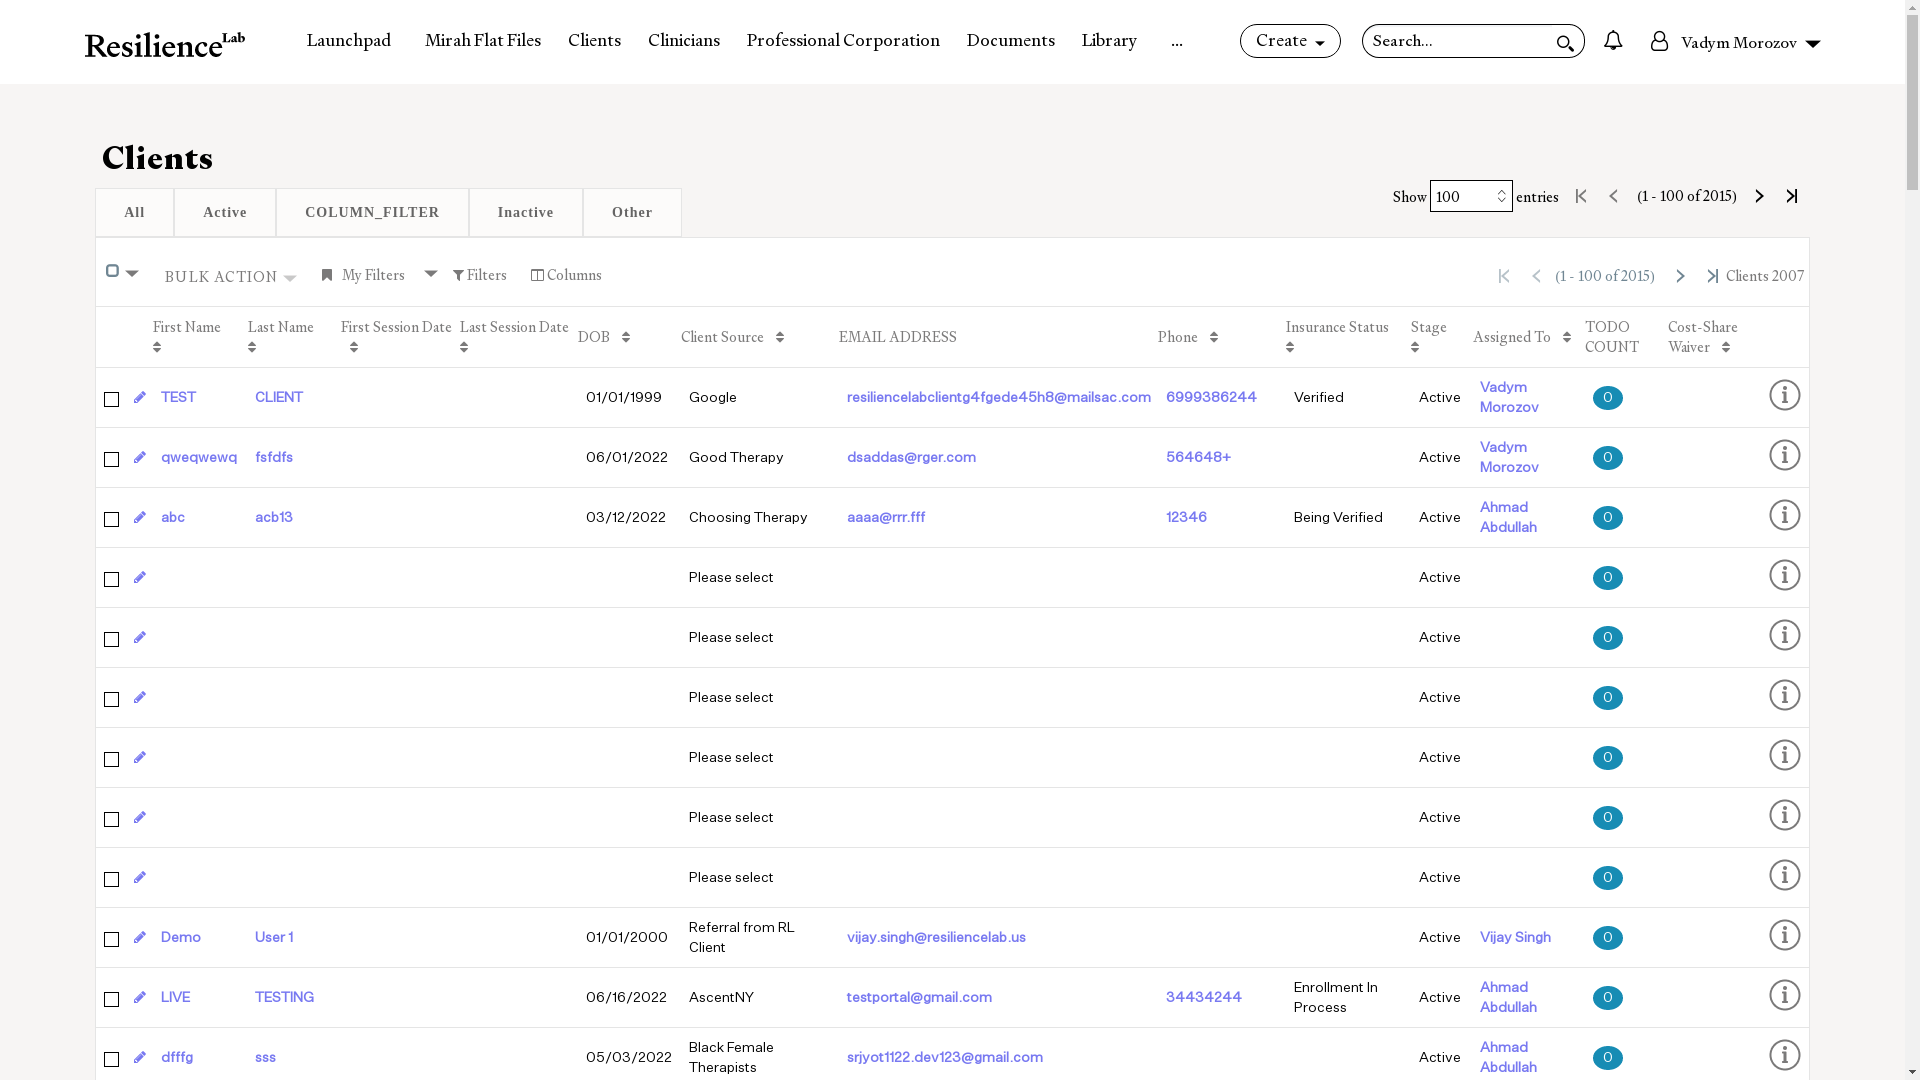 ResilienceLab Launchpad Mirah Flat Files Clients Clinicians Professional Corporation Documents Library ... Create Search... Vadym Morozov
Clients
Show 100 entries (1 - 100 of 2015)
All Active COLUMN_FILTER Inactive Other
BULK ACTION My Filters Filters Columns (1 - 100 of 2015) Clients 2007
First Name Last Name First Session Date Last Session Date DOB Client Source EMAIL ADDRESS Phone Insurance Status Stage Assigned To TODO COUNT Cost-Share Waiver
TEST CLIENT 01/01/1999 Google resiliencelabclientg4fgede45h8@mailsac.com 6999386244 Verified Active Vadym Morozov 0
qweqwewq fsfdfs 06/01/2022 Good Therapy dsaddas@rger.com 564648+ Active Vadym Morozov 0
abc acb13 03/12/2022 Choosing Therapy aaaa@rrr.fff 12346 Being Verified Active Ahmad Abdullah 0
Please select Active 0
Please select Active 0
Please select Active 0
Please select Active 0
Please select Active 0
Please select Active 0
Demo User 1 01/01/2000 Referral from RL Client vijay.singh@resiliencelab.us Active Vijay Singh 0
LIVE TESTING 06/16/2022 AscentNY testportal@gmail.com 34434244 Enrollment In Process Active Ahmad Abdullah 0
dfffg sss 05/03/2022 Black Female Therapists srjyot1122.dev123@gmail.com Active Ahmad Abdullah 0